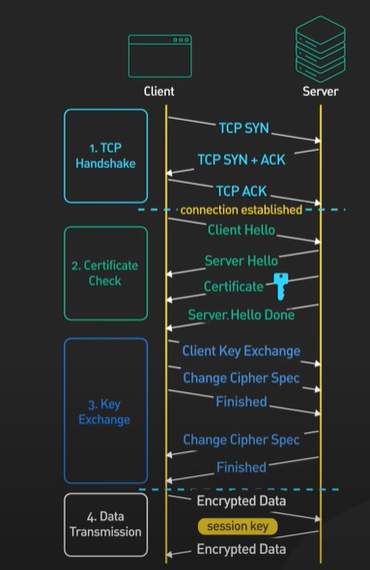 Client
Server
1. TCP
Handshake
TCP SYN
TCP SYN + ACK
TCP ACK
connection established
2. Certificate
Check
Client Hello
Server Hello
Certificate
Server.Hello Done
3. Key
Exchange
Client Key Exchange
Change Cipher Spec
Finished
Change Cipher Spec
Finished
4. Data
Transmission
Encrypted Data
session key
Encrypted Data